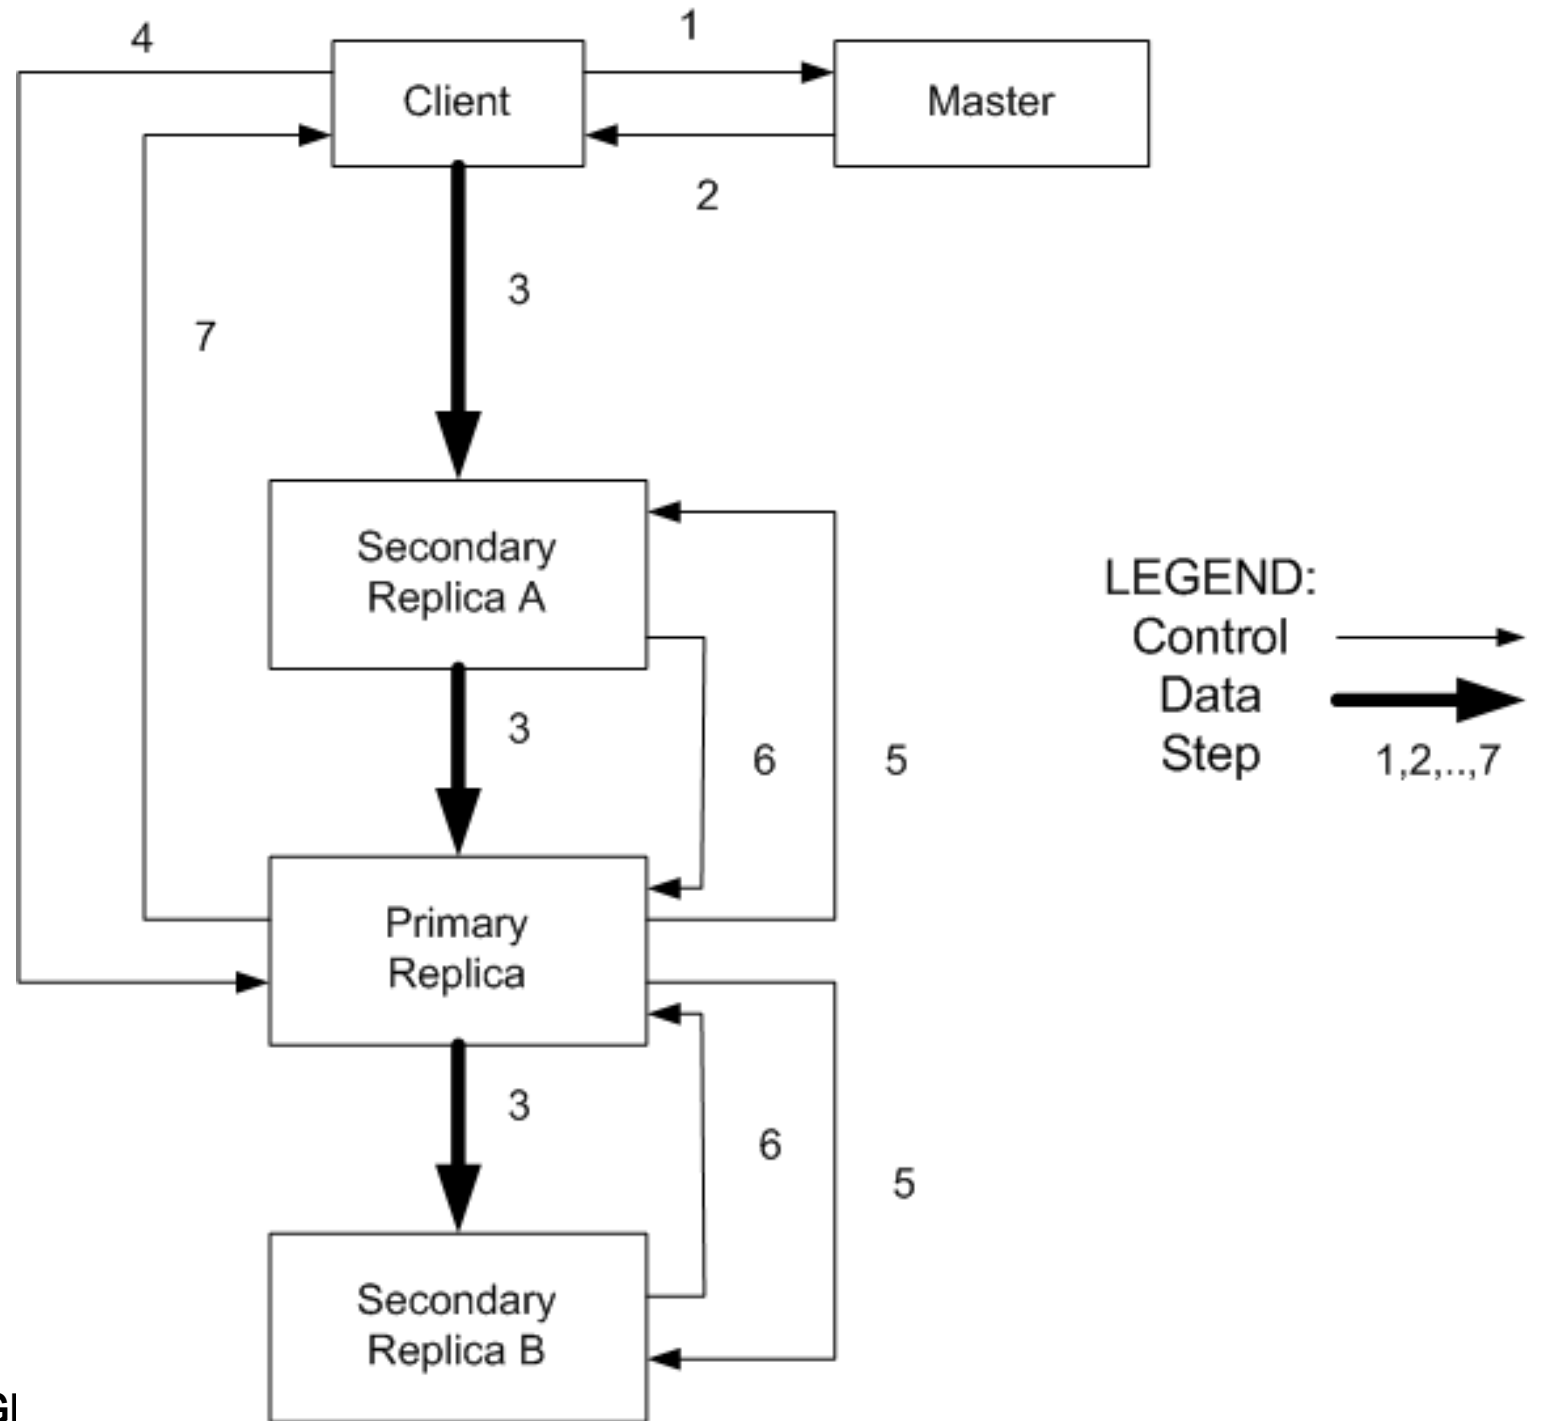 4
1
Client
Master
2
3
7
Secondary
Replica A
LEGEND:
Control
Data
Step 1,2,..,7
3
6
5
Primary
Replica
3
6
5
Secondary
Replica B